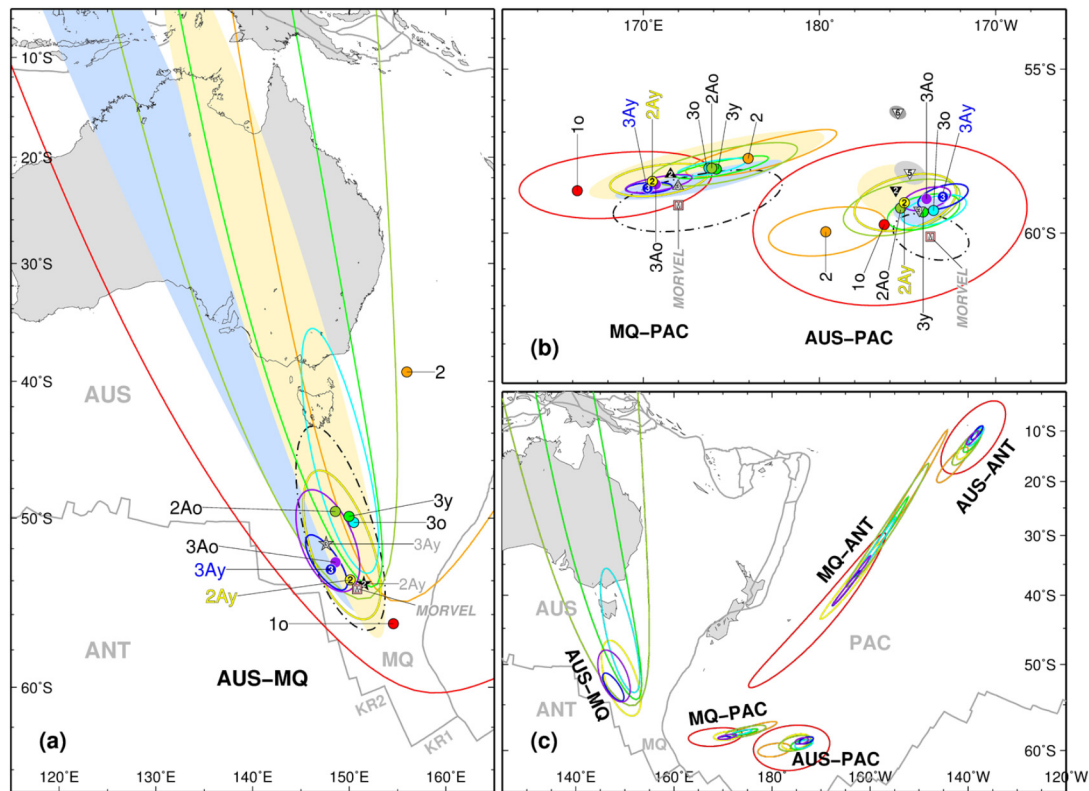 10°S
20°S
30°S
40°S
50°S
60°S
AUS
2
2Ao
3y
3o
3Ao
3Ay
3Ay
2Ay
2
2Ay
MORVEL
1o
ANT
AUS−MQ
MQ
KR2
KR1
(a)
120°E
130°E
140°E
150°E
160°E
170°E
180°E
170°W
55°S
60°S
1o
3Ay
2Ay
3o
2Ao
3y
2
3Ao
MORVEL
MQ−PAC
3Ao
3o
3Ay
2
1o
2Ao
2Ay
3y
MORVEL
AUS−PAC
(b)
10°S
20°S
30°S
40°S
50°S
60°S
AUS−ANT
MQ−ANT
PAC
AUS
AUS−MQ
ANT
MQ
MQ−PAC
AUS−PAC
(c)
140°E
160°E
180°E
160°W
140°W
120°W